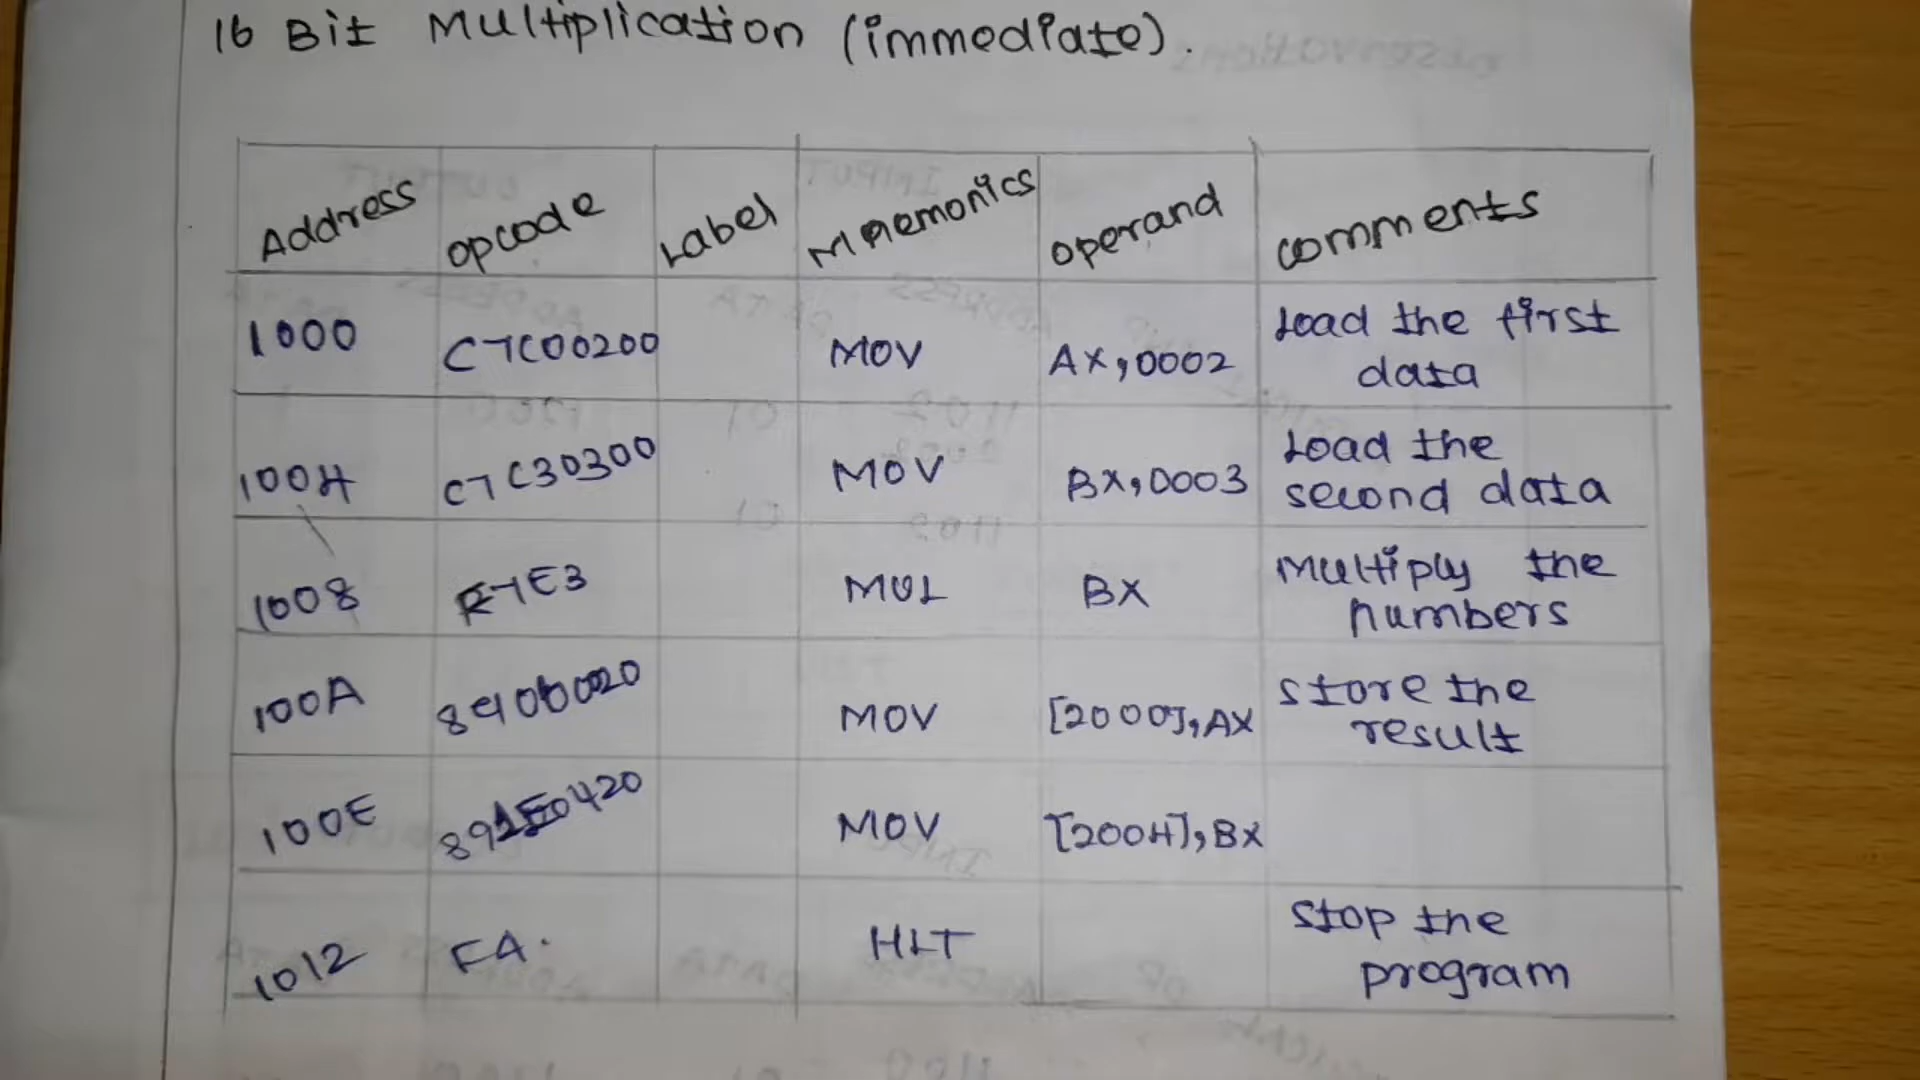 16 Bit Multiplication (immediate).
Address Opcode Label Mnemonics Operand Comments
1000 C7C00200 MOV AX,0002 Load the first
data
1004 C7C30300 MOV BX,0003 Load the
second data
1008 F7E3 MUL BX Multiply the
numbers
100A MOV [2000],AX Store the
result
100E 891E0420 MOV [2004],BX
1012 F4. HLT Stop the
program